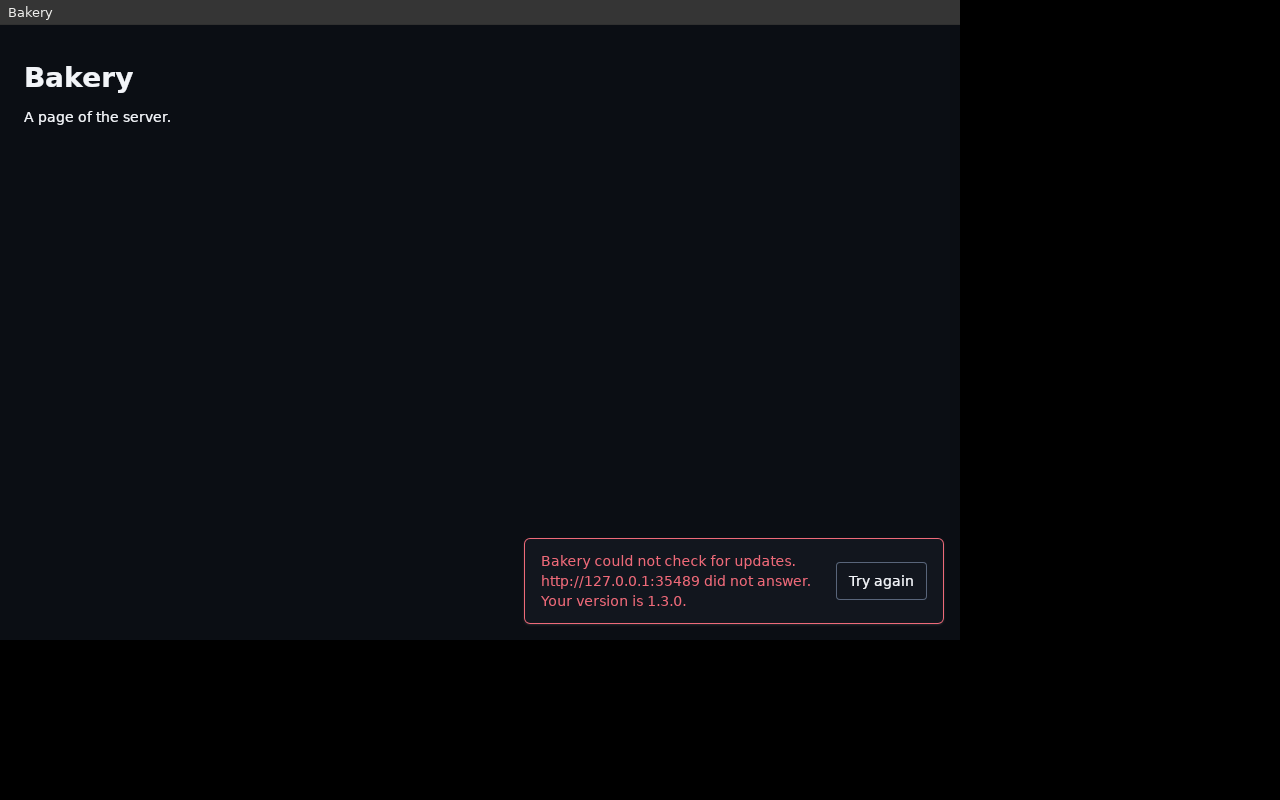 Bakery
Bakery
A page of the server.
Bakery could not check for updates.
http://127.0.0.1:35489 did not answer.
Your version is 1.3.0.
Try again